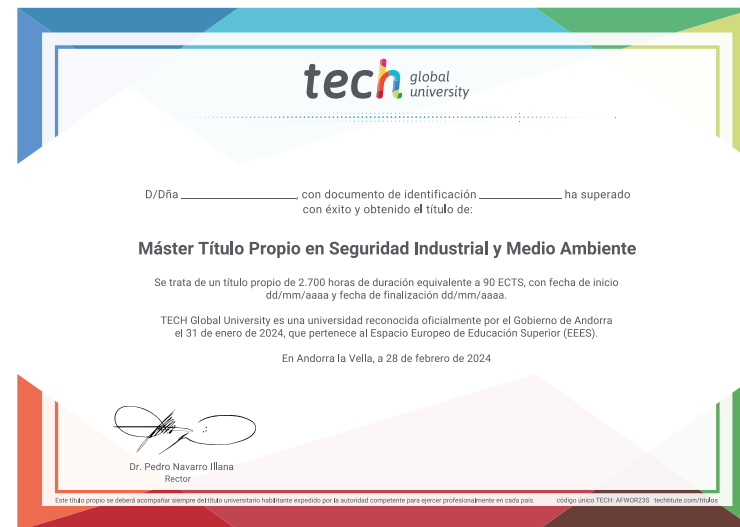 tech global university
D/Dña ____________________, con documento de identificación ______________ ha superado
con éxito y obtenido el título de:
Máster Título Propio en Seguridad Industrial y Medio Ambiente
Se trata de un título propio de 2.700 horas de duración equivalente a 90 ECTS, con fecha de inicio
dd/mm/aaaa y fecha de finalización dd/mm/aaaa.
TECH Global University es una universidad reconocida oficialmente por el Gobierno de Andorra
el 31 de enero de 2024, que pertenece al Espacio Europeo de Educación Superior (EEES).
En Andorra la Vella, a 28 de febrero de 2024
Dr. Pedro Navarro Illana
Rector
Este título propio se deberá acompañar siempre del título universitario habilitante expedido por la autoridad competente para ejercer profesionalmente en cada país. código único TECH: AFWOR23S techtitute.com/titulos